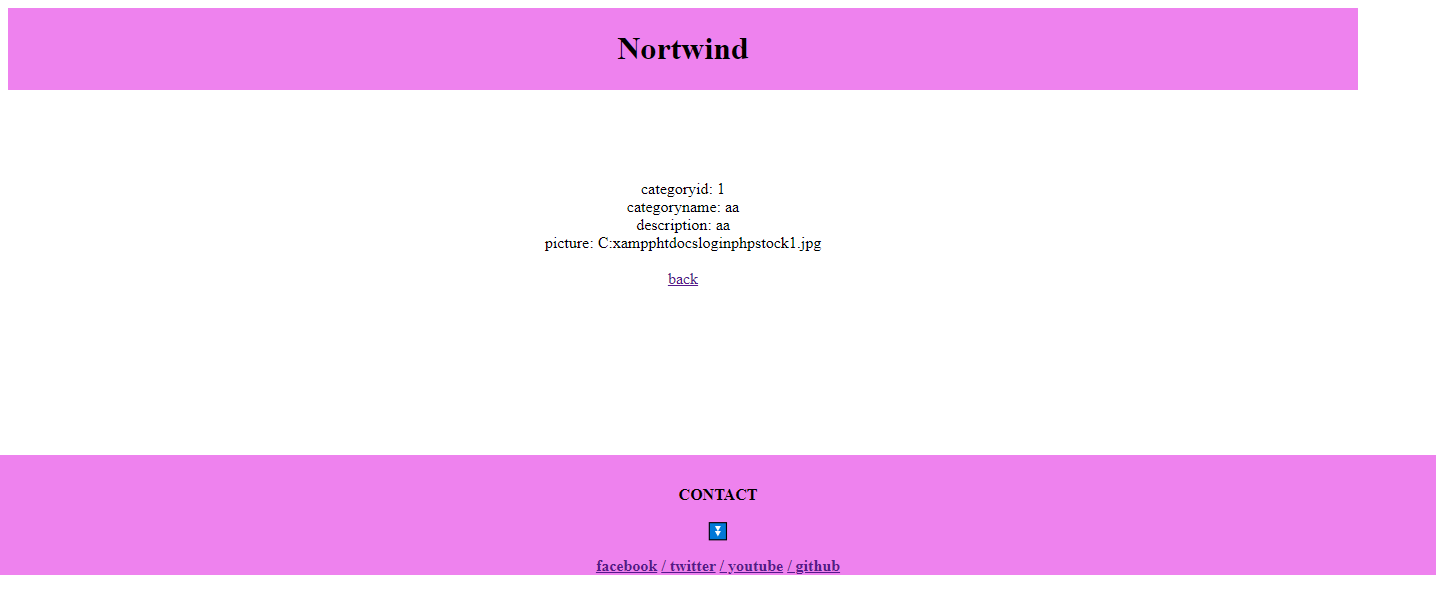 Nortwind
categoryid: 1
categoryname: aa
description: aa
picture: C:xampphtdocsloginphpstock1.jpg
back
CONTACT
⏬
facebook / twitter / youtube / github